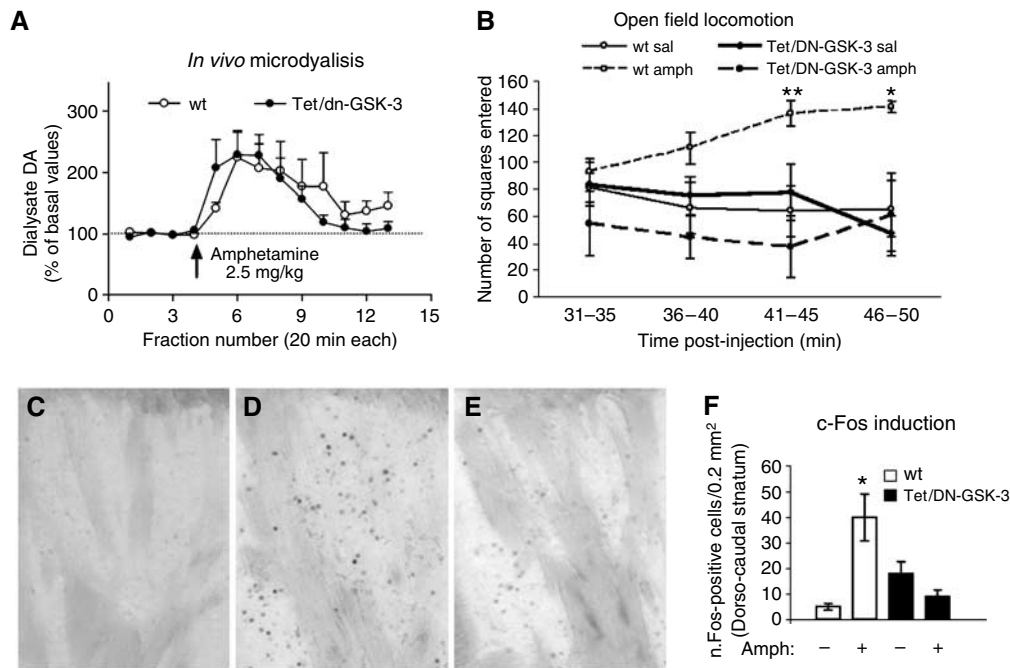 A
In vivo microdyalisis
wt
Tet/dn-GSK-3
Dialysate DA
(% of basal values)
300
200
100
0
Amphetamine
2.5 mg/kg
0 3 6 9 12 15
Fraction number (20 min each)
B
Open field locomotion
wt sal
Tet/DN-GSK-3 sal
wt amph
Tet/DN-GSK-3 amph
Number of squares entered
160
140
120
100
80
60
40
20
0
** *
31–35 36–40 41–45 46–50
Time post-injection (min)
C
D
E
F
c-Fos induction
wt
Tet/DN-GSK-3
n.Fos-positive cells/0.2 mm²
(Dorso-caudal stnatum)
60
50
40
30
20
10
0
*
Amph: – + – +